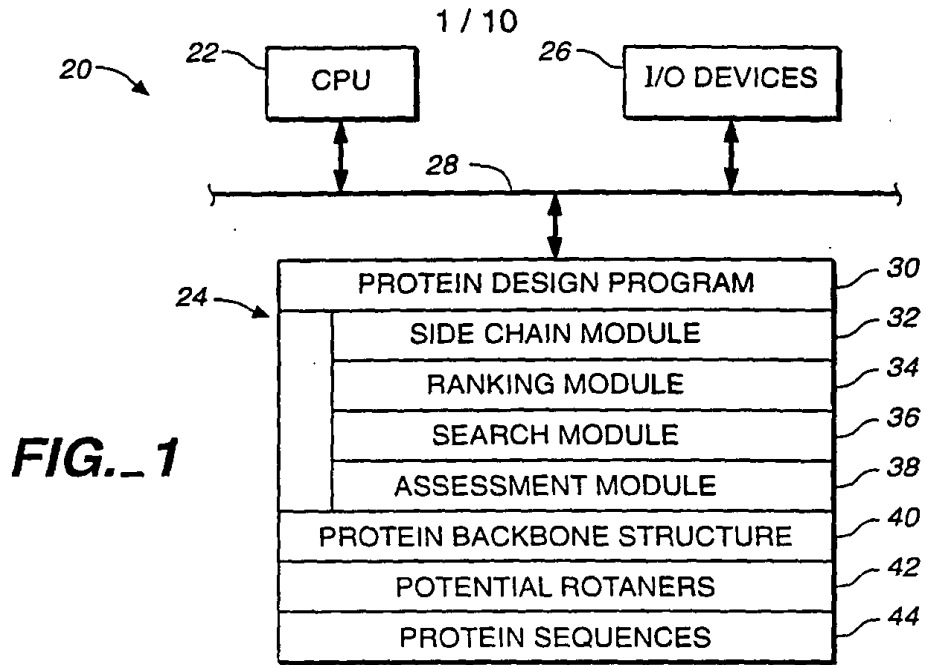 1 / 10
20
22
CPU
26
I/O DEVICES
28
24
PROTEIN DESIGN PROGRAM
30
SIDE CHAIN MODULE
32
RANKING MODULE
34
SEARCH MODULE
36
ASSESSMENT MODULE
38
PROTEIN BACKBONE STRUCTURE
40
POTENTIAL ROTANERS
42
PROTEIN SEQUENCES
44
FIG._1